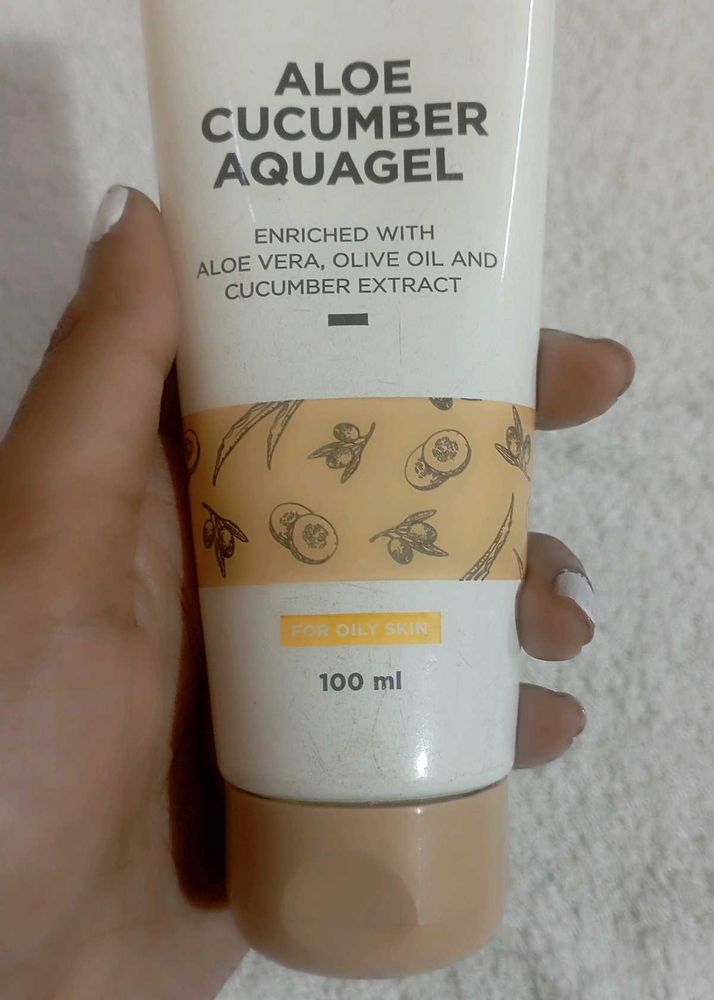 ALOE
CUCUMBER
AQUAGEL
ENRICHED WITH
ALOE VERA, OLIVE OIL AND
CUCUMBER EXTRACT
FOR OILY SKIN
100 ml